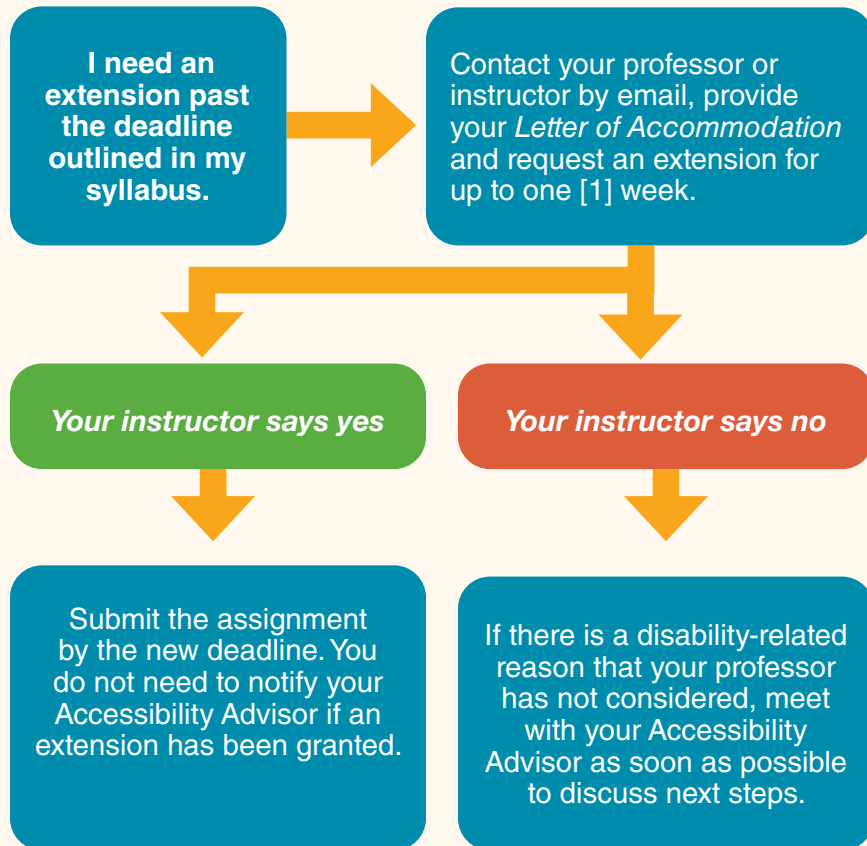 I need an
extension past
the deadline
outlined in my
syllabus.
Contact your professor or
instructor by email, provide
your Letter of Accommodation
and request an extension for
up to one [1] week.
Your instructor says yes
Your instructor says no
Submit the assignment
by the new deadline. You
do not need to notify your
Accessibility Advisor if an
extension has been granted.
If there is a disability-related
reason that your professor
has not considered, meet
with your Accessibility
Advisor as soon as possible
to discuss next steps.